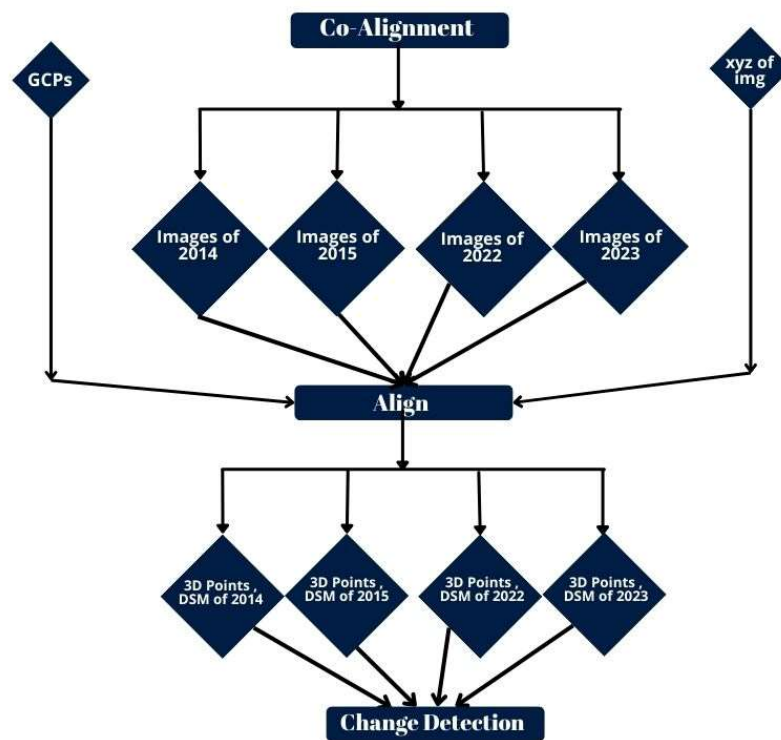 Co-Alignment
GCPs
xyz of
img
Images of
2014
Images of
2015
Images of
2022
Images of
2023
Align
3D Points ,
DSM of 2014
3D Points ,
DSM of 2015
3D Points ,
DSM of 2022
3D Points ,
DSM of 2023
Change Detection